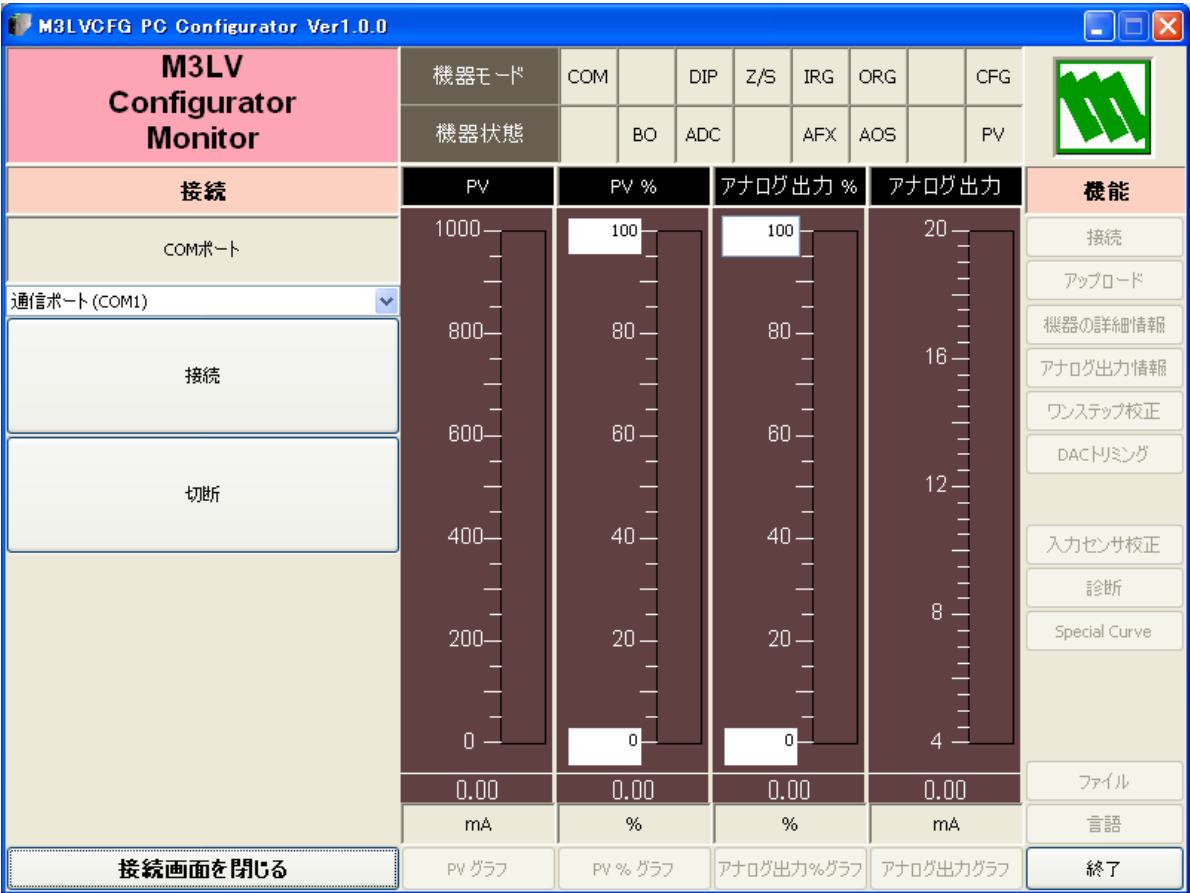 M3LVCFG PC Configurator Ver1.0.0
M3LV
Configurator
Monitor
機器モード
COM
DIP
Z/S
IRG
ORG
CFG
機器状態
BO
ADC
AFX
AOS
PV
接続
COMポート
通信ポート(COM1)
接続
切断
接続画面を閉じる
PV
1000
800
600
400
200
0
0.00
mA
PV グラフ
PV %
100
80
60
40
20
0
0.00
%
PV % グラフ
アナログ出力 %
100
80
60
40
20
0
0.00
%
アナログ出力%グラフ
アナログ出力
20
16
12
8
4
0.00
mA
アナログ出力グラフ
機能
接続
アップロード
機器の詳細情報
アナログ出力情報
ワンステップ校正
DACトリミング
入力センサ校正
診断
Special Curve
ファイル
言語
終了